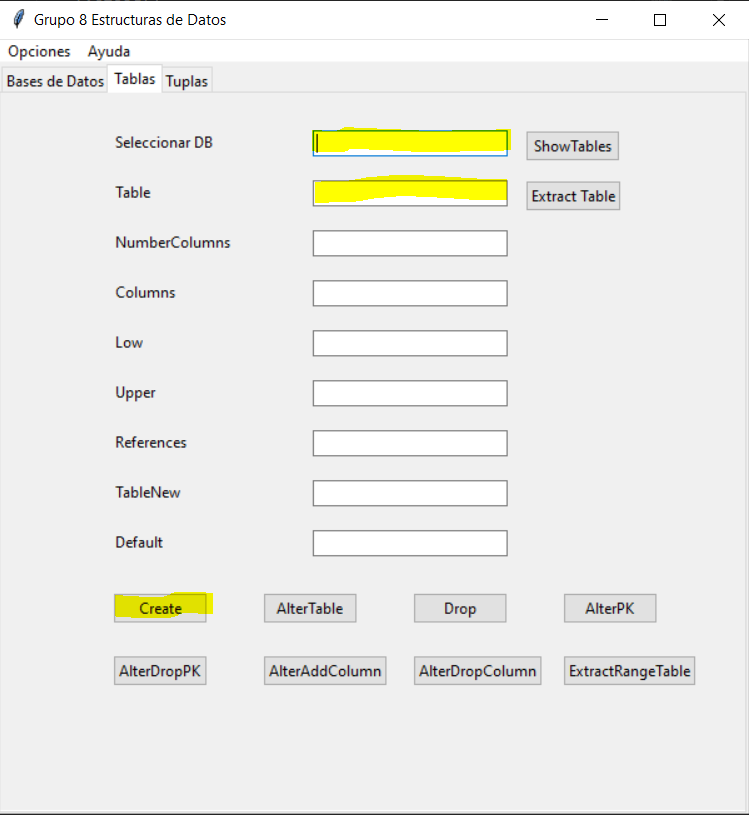 Grupo 8 Estructuras de Datos
Opciones Ayuda
Bases de Datos Tablas Tuplas
Seleccionar DB ShowTables
Table Extract Table
NumberColumns
Columns
Low
Upper
References
TableNew
Default
Create AlterTable Drop AlterPK
AlterDropPK AlterAddColumn AlterDropColumn ExtractRangeTable